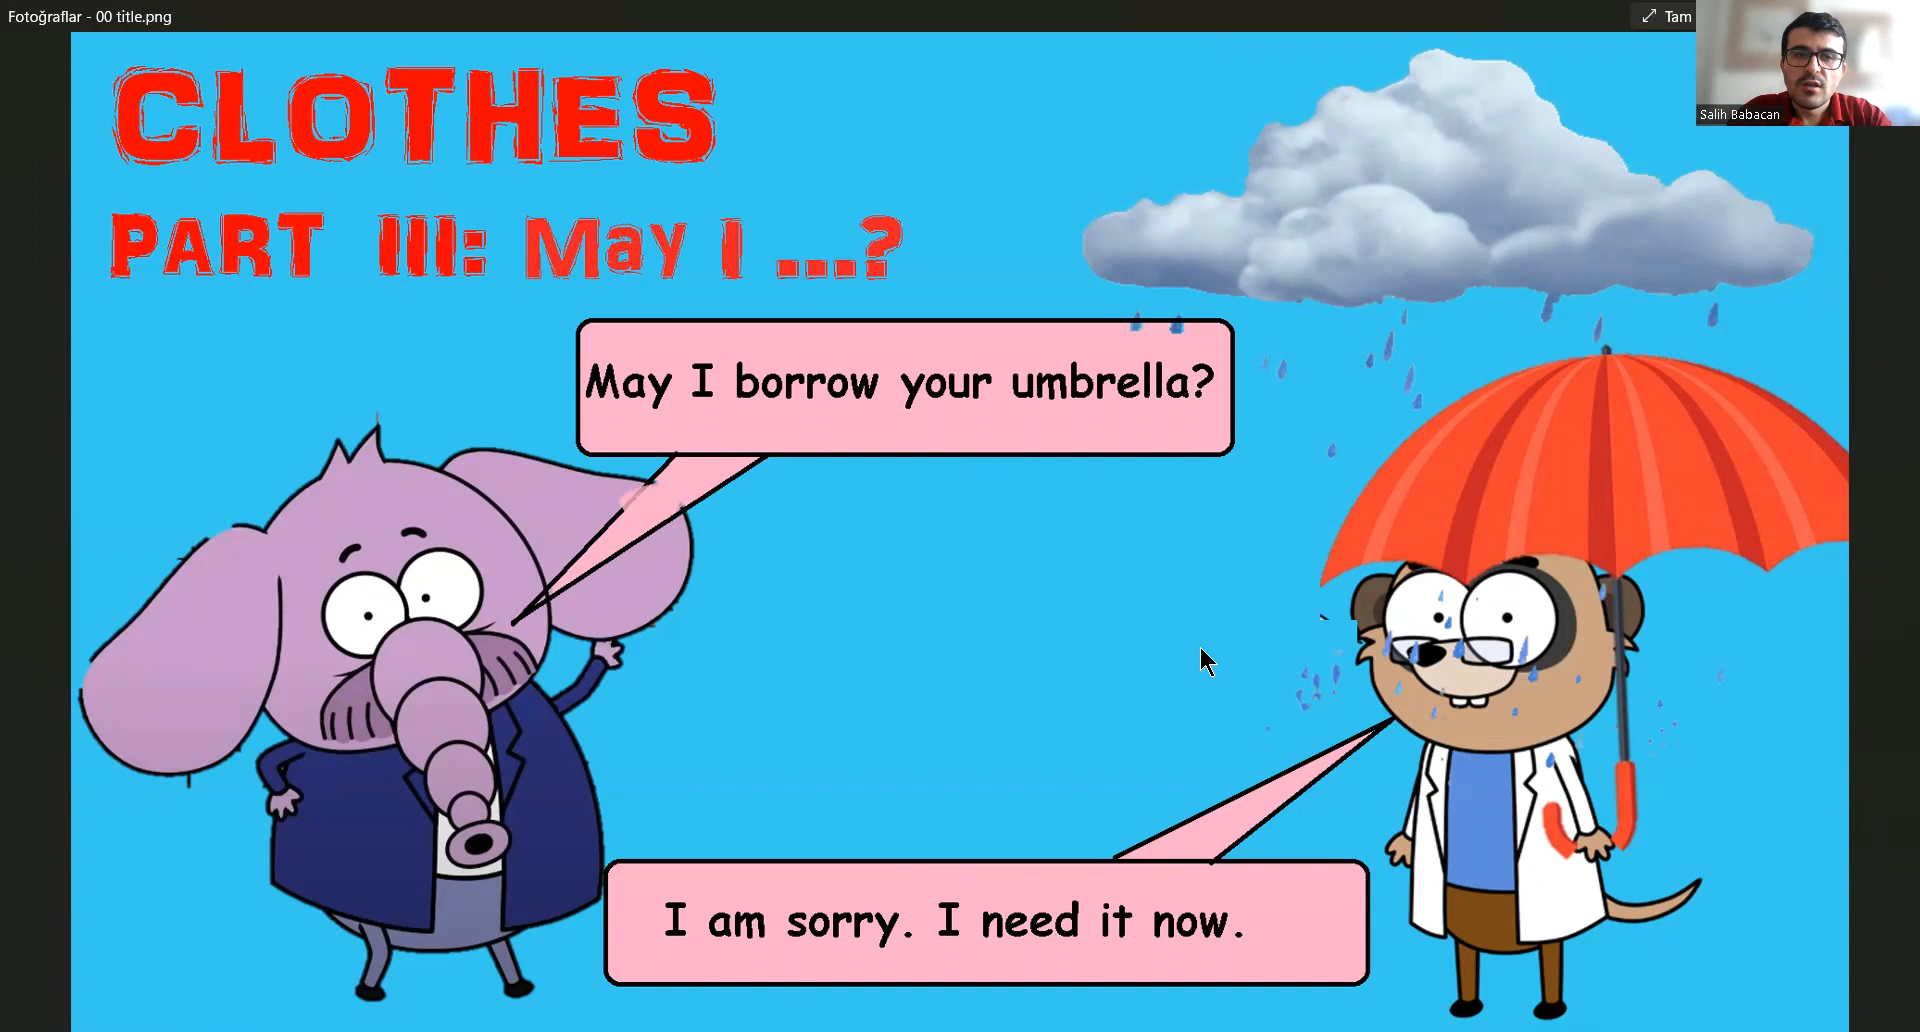 Fotoğraflar - 00 title.png
Tam
Salih Babacan
CLOTHES
PART III: May I ...?
May I borrow your umbrella?
I am sorry. I need it now.